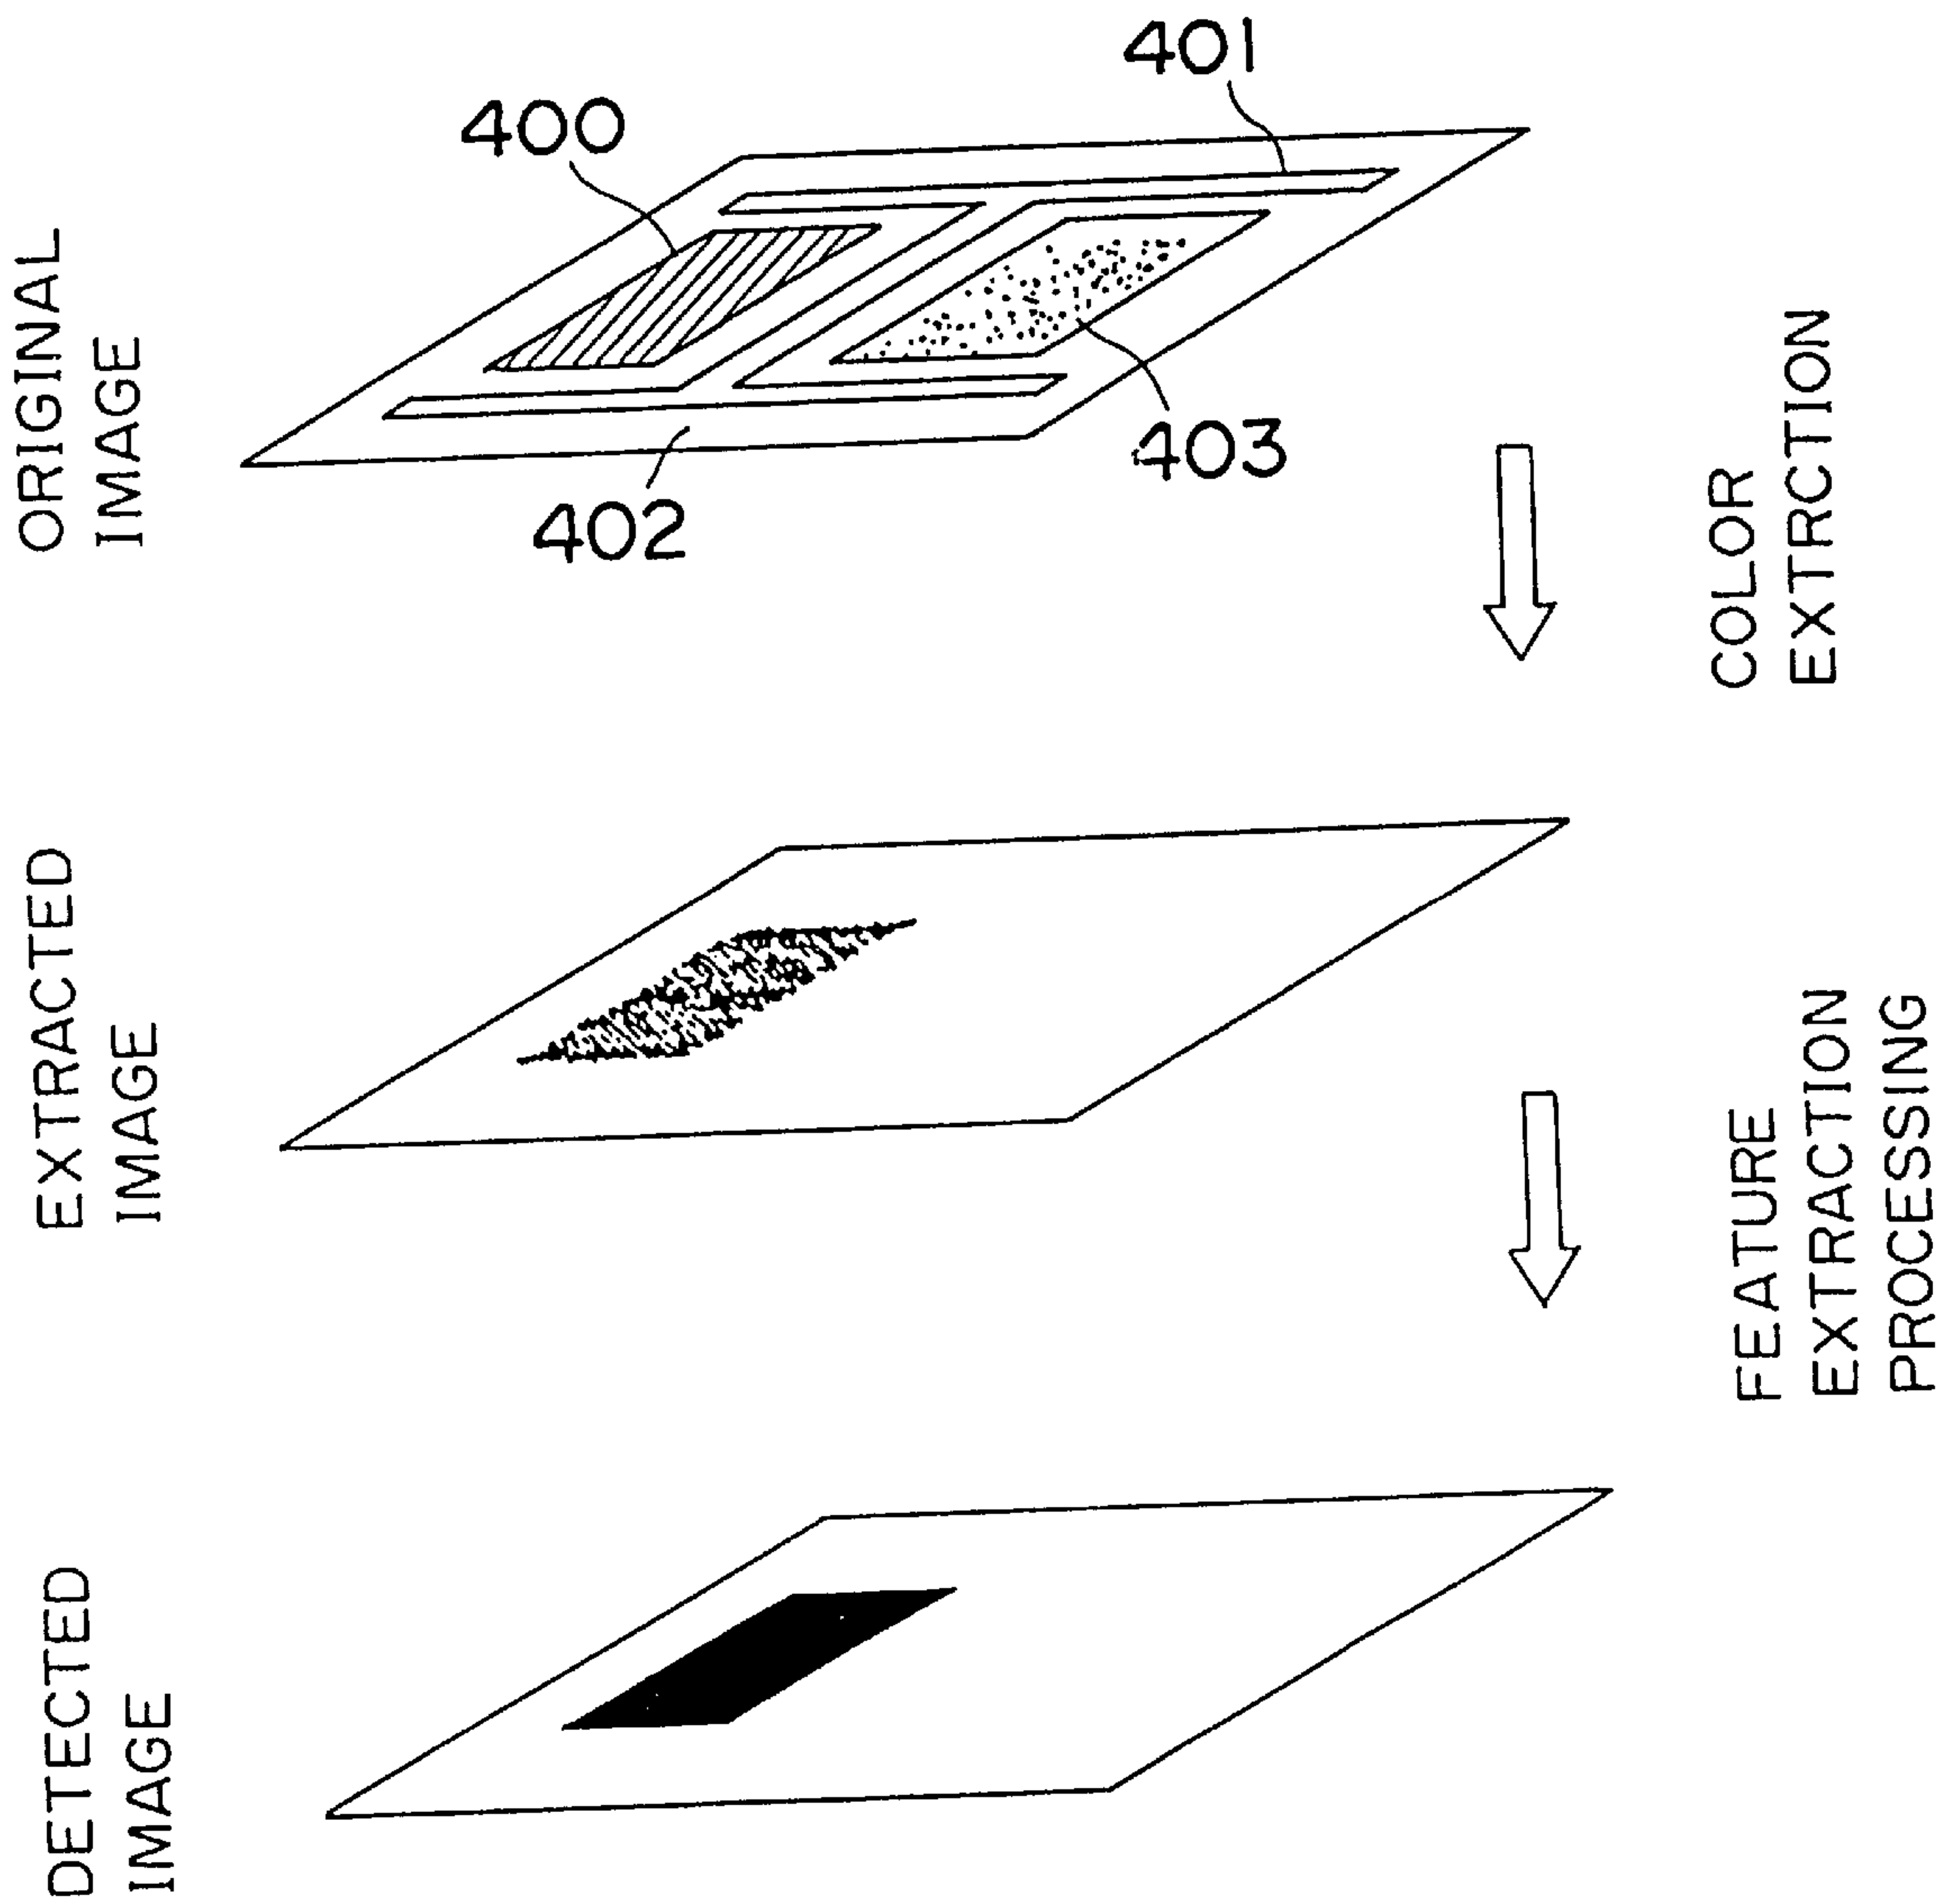 401
400
ORIGINAL
IMAGE
403
402
COLOR
EXTRCTION
EXTRACTED
IMAGE
FEATURE
EXTRACTION
PROCESSING
DETECTED
IMAGE